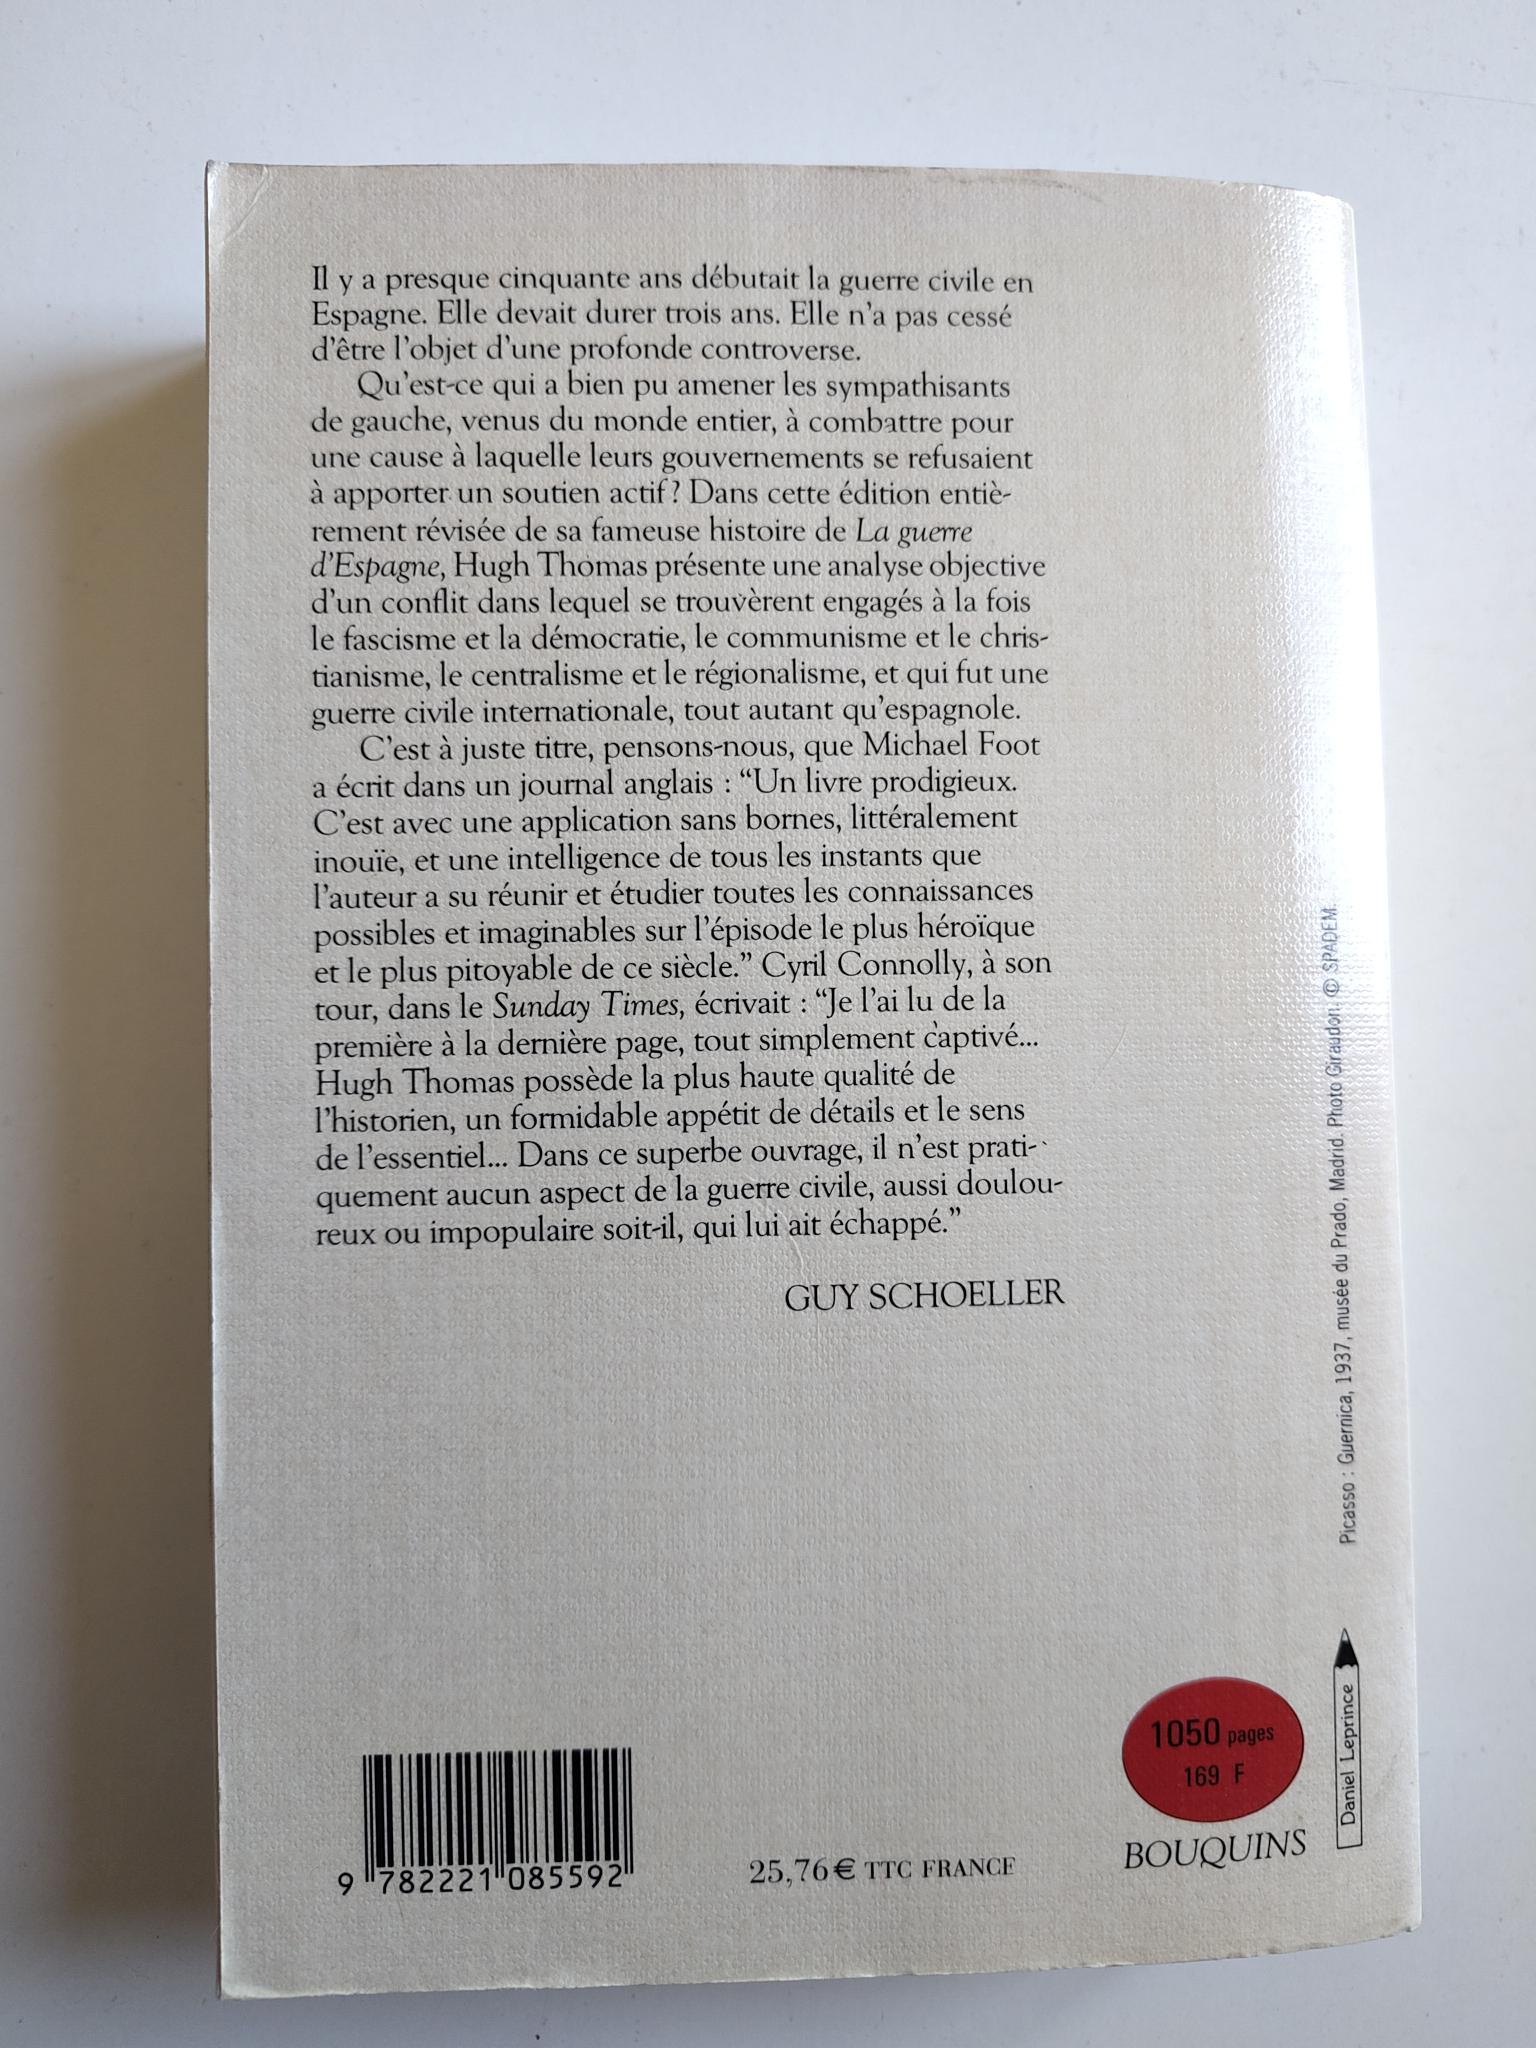 Il y a presque cinquante ans débutait la guerre civile en
Espagne. Elle devait durer trois ans. Elle n'a pas cessé
d'être l'objet d'une profonde controverse.
Qu'est-ce qui a bien pu amener les sympathisants
de gauche, venus du monde entier, à combattre pour
une cause à laquelle leurs gouvernements se refusaient
à apporter un soutien actif ? Dans cette édition entiè-
rement révisée de sa fameuse histoire de La guerre
d'Espagne, Hugh Thomas présente une analyse objective
d'un conflit dans lequel se trouvèrent engagés à la fois
le fascisme et la démocratie, le communisme et le chris-
tianisme, le centralisme et le régionalisme, et qui fut une
guerre civile internationale, tout autant qu'espagnole.
C'est à juste titre, pensons-nous, que Michael Foot
a écrit dans un journal anglais : “Un livre prodigieux.
C'est avec une application sans bornes, littéralement
inouïe, et une intelligence de tous les instants que
l'auteur a su réunir et étudier toutes les connaissances
possibles et imaginables sur l'épisode le plus héroïque
et le plus pitoyable de ce siècle.” Cyril Connolly, à son
tour, dans le Sunday Times, écrivait : “Je l'ai lu de la
première à la dernière page, tout simplement captivé...
Hugh Thomas possède la plus haute qualité de
l'historien, un formidable appétit de détails et le sens
de l'essentiel... Dans ce superbe ouvrage, il n'est prati-
quement aucun aspect de la guerre civile, aussi doulou-
reux ou impopulaire soit-il, qui lui ait échappé.”
GUY SCHOELLER
Picasso : Guernica, 1937, musée du Prado, Madrid. Photo Giraudon © SPADEM.
Daniel Leprince
1050 pages
169 F
BOUQUINS
25,76 € TTC FRANCE
9 782221 085592